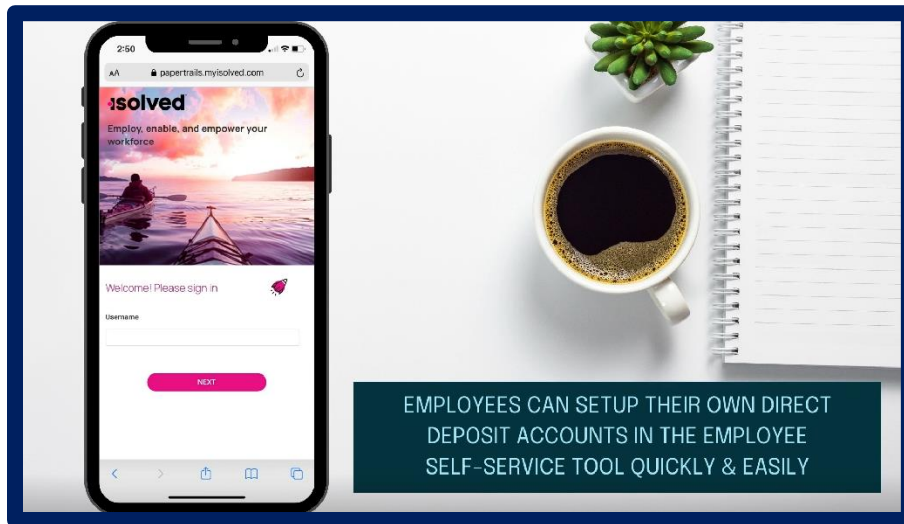 2:50
AA papertrails.myisolved.com
isolved
Employ, enable, and empower your
workforce
Welcome! Please sign in
Username
NEXT
EMPLOYEES CAN SETUP THEIR OWN DIRECT
DEPOSIT ACCOUNTS IN THE EMPLOYEE
SELF-SERVICE TOOL QUICKLY & EASILY